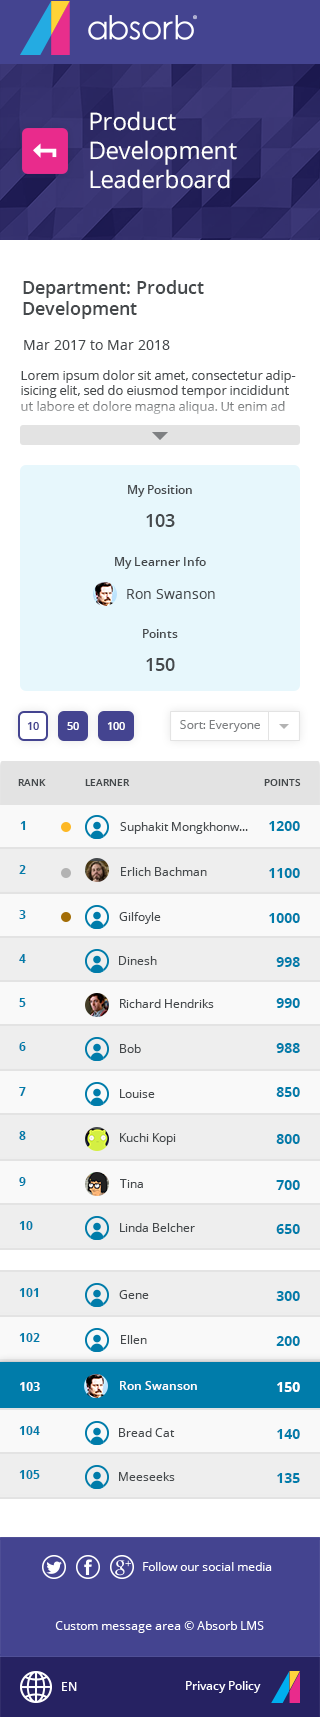 absorb®
Product
Development
Leaderboard
Department: Product
Development
Mar 2017 to Mar 2018
Lorem ipsum dolor sit amet, consectetur adip-
isicing elit, sed do eiusmod tempor incididunt
ut labore et dolore magna aliqua. Ut enim ad
My Position
103
My Learner Info
Ron Swanson
Points
150
10 50 100 Sort: Everyone
RANK LEARNER POINTS
1 Suphakit Mongkhonw... 1200
2 Erlich Bachman 1100
3 Gilfoyle 1000
4 Dinesh 998
5 Richard Hendriks 990
6 Bob 988
7 Louise 850
8 Kuchi Kopi 800
9 Tina 700
10 Linda Belcher 650
101 Gene 300
102 Ellen 200
103 Ron Swanson 150
104 Bread Cat 140
105 Meeseeks 135
f g+ Follow our social media
Custom message area © Absorb LMS
EN Privacy Policy